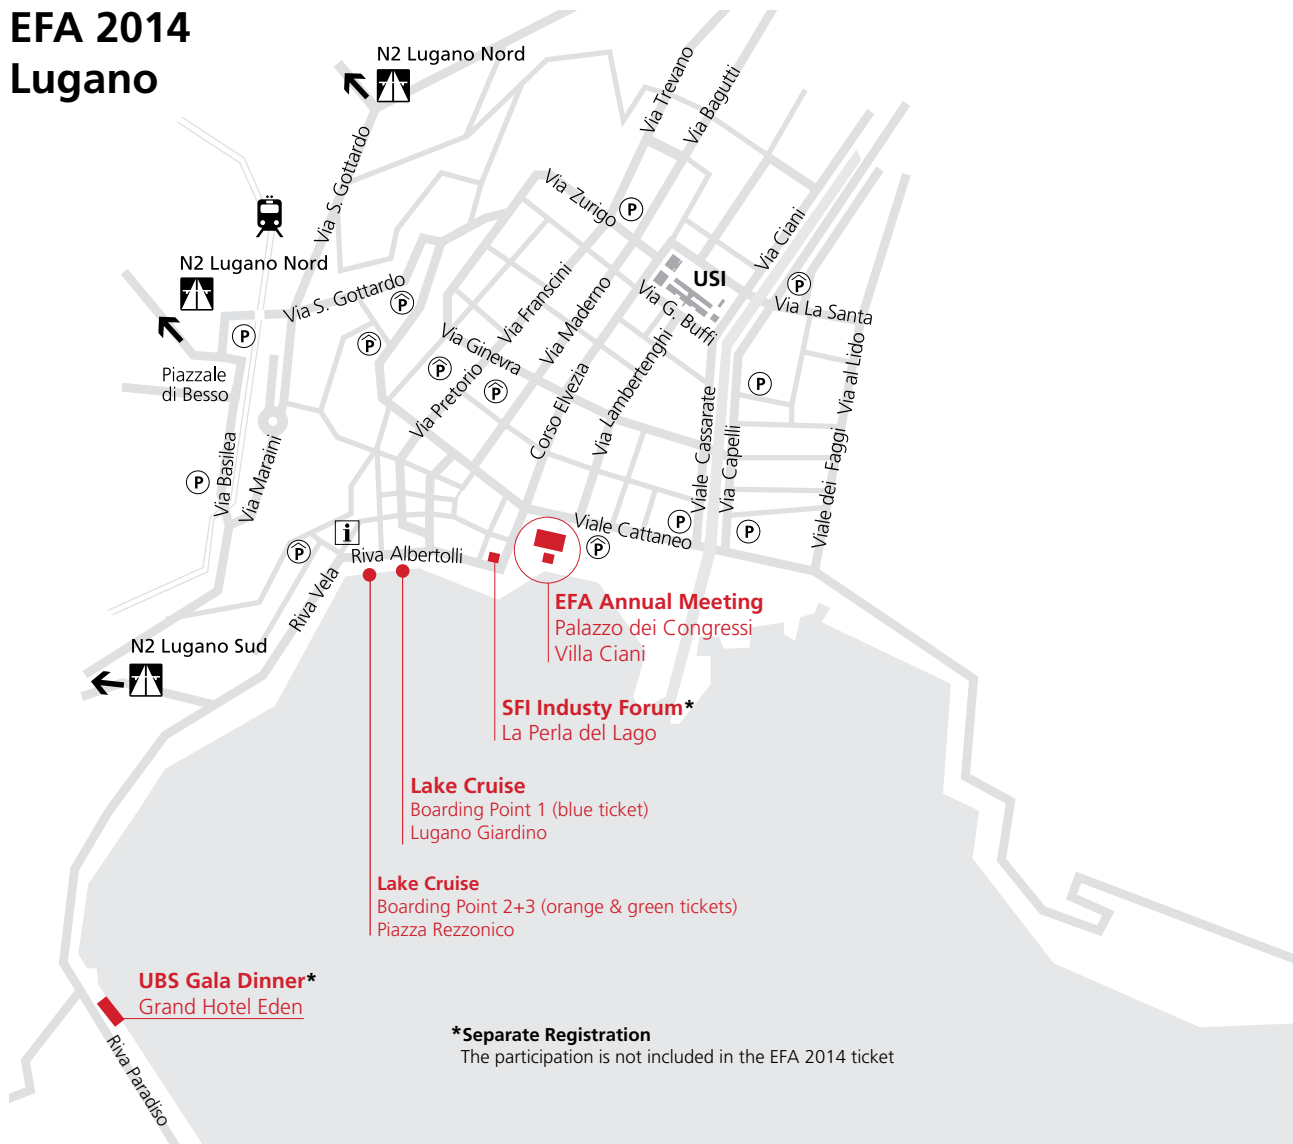 EFA 2014
Lugano
N2 Lugano Nord
Via Trevano
Via Bagutti
Via S. Gottardo
Via Zurigo
P
Via Ciani
N2 Lugano Nord
USI
Via S. Gottardo
P
Via Franscini
Via Maderno
Via G. Buffi
P
Via La Santa
P
P
Via Ginevra
Via Lambertenghi
Via al Lido
Piazzale
di Besso
P
P
P
Via Pretorio
Corso Elvezia
Viale Cassarate
Via Capelli
Via Basilea
Via Maraini
P
Viale dei Faggi
i
Viale Cattaneo
P
P
P
P
Riva Albertolli
Riva Vela
EFA Annual Meeting
Palazzo dei Congressi
Villa Ciani
N2 Lugano Sud
SFI Industy Forum*
La Perla del Lago
Lake Cruise
Boarding Point 1 (blue ticket)
Lugano Giardino
Lake Cruise
Boarding Point 2+3 (orange & green tickets)
Piazza Rezzonico
UBS Gala Dinner*
Grand Hotel Eden
Riva Paradiso
*Separate Registration
The participation is not included in the EFA 2014 ticket